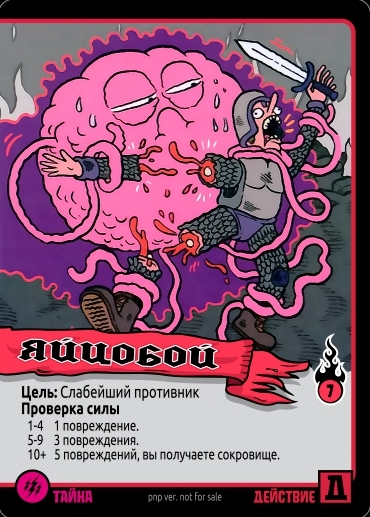 ЯЙЦОБОЙ
7
Цель: Слабейший противник
Проверка силы
1-4 1 повреждение.
5-9 3 повреждения.
10+ 5 повреждений, вы получаете сокровище.
ТАЙНА
pnp ver. not for sale
ДЕЙСТВИЕ Д